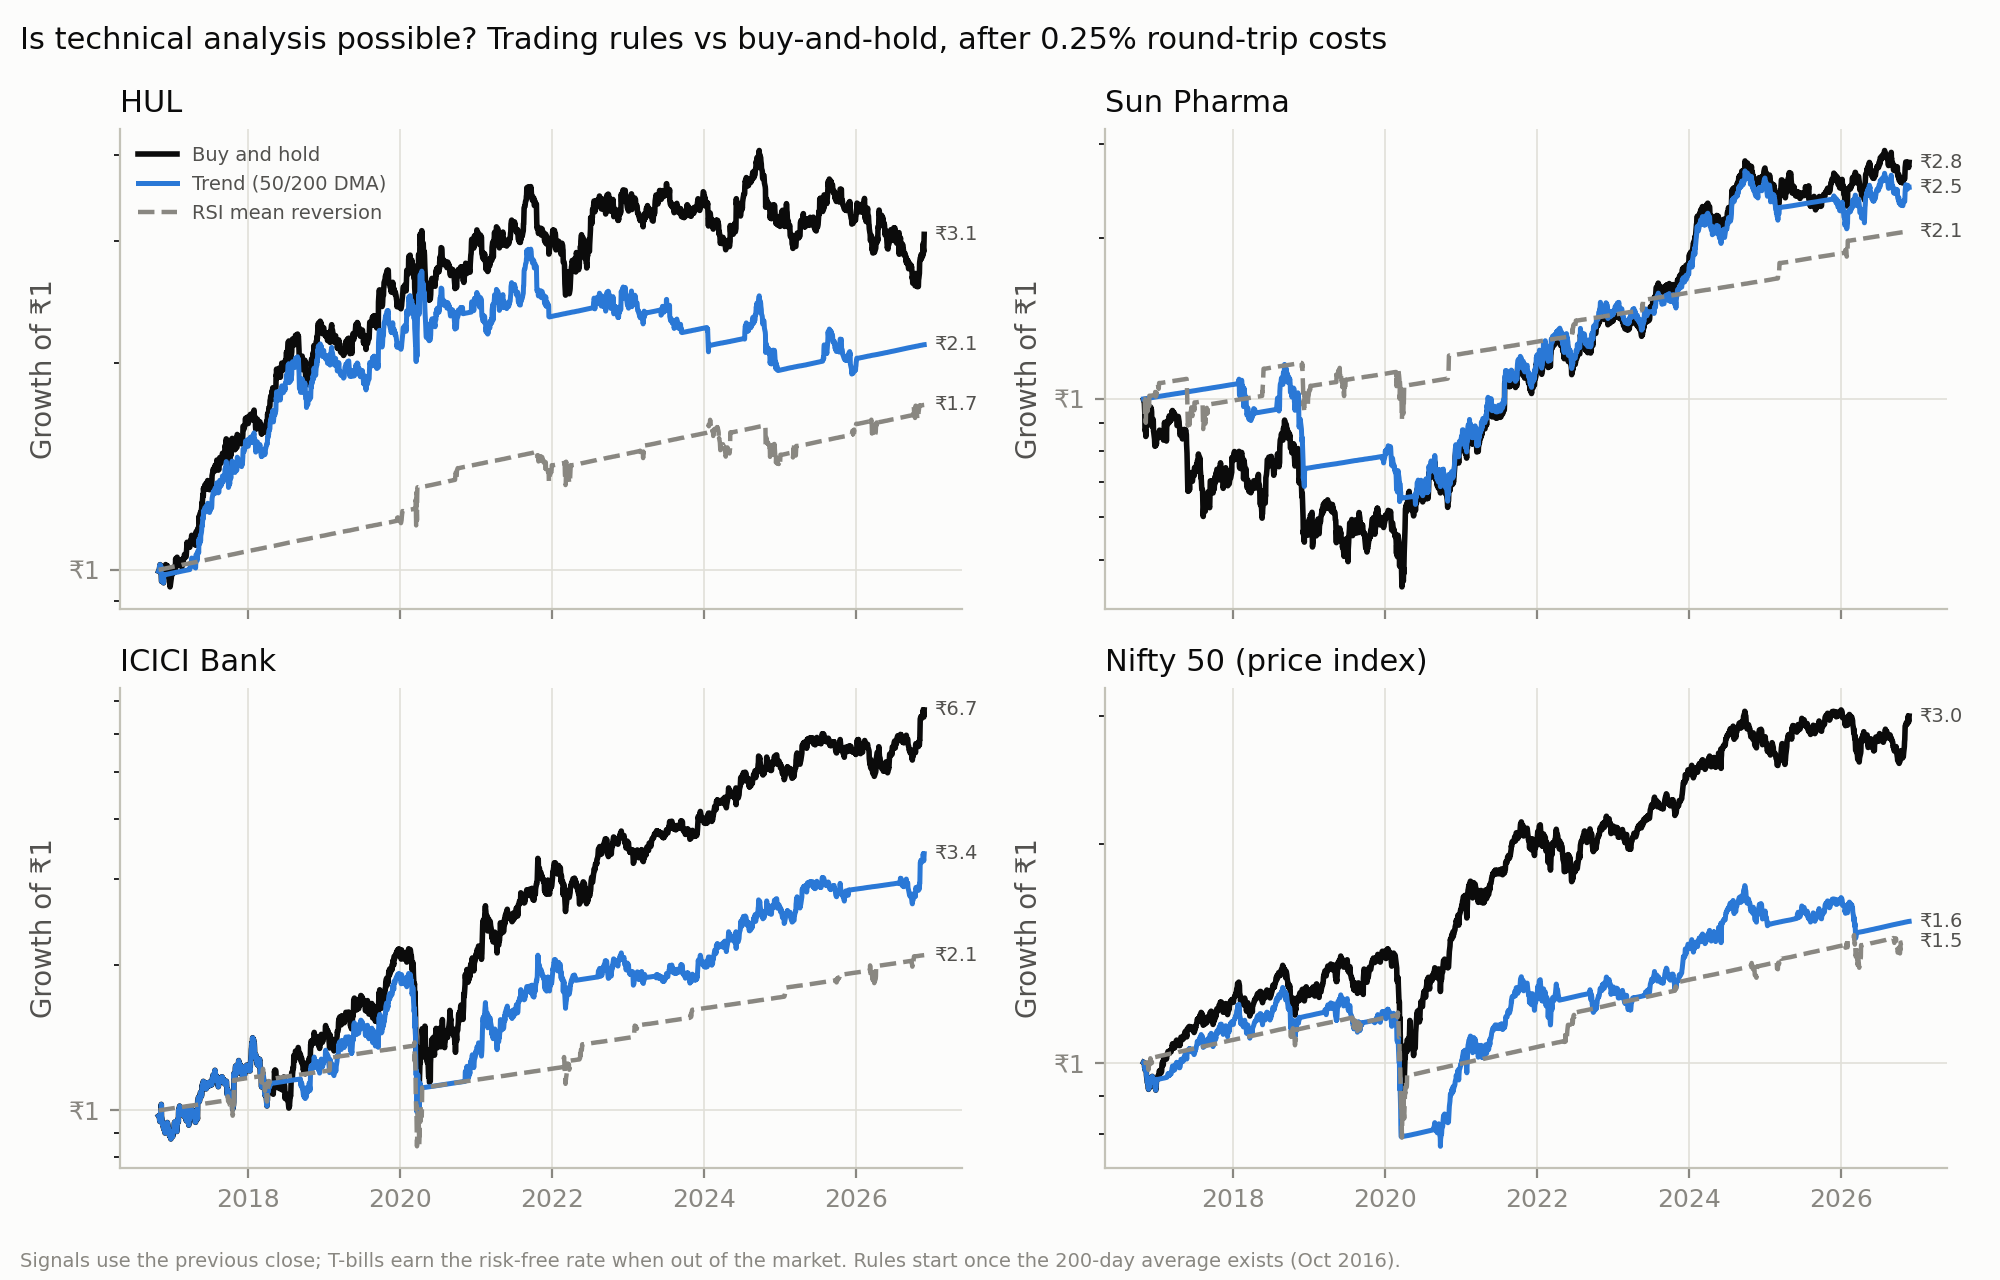 Is technical analysis possible? Trading rules vs buy-and-hold, after 0.25% round-trip costs
HUL
Buy and hold
Trend (50/200 DMA)
RSI mean reversion
₹3.1
₹2.1
₹1.7
Growth of ₹1
₹1
Sun Pharma
₹2.8
₹2.5
₹2.1
Growth of ₹1
₹1
ICICI Bank
₹6.7
₹3.4
₹2.1
Growth of ₹1
₹1
2018 2020 2022 2024 2026
Nifty 50 (price index)
₹3.0
₹1.6
₹1.5
Growth of ₹1
₹1
2018 2020 2022 2024 2026
Signals use the previous close; T-bills earn the risk-free rate when out of the market. Rules start once the 200-day average exists (Oct 2016).